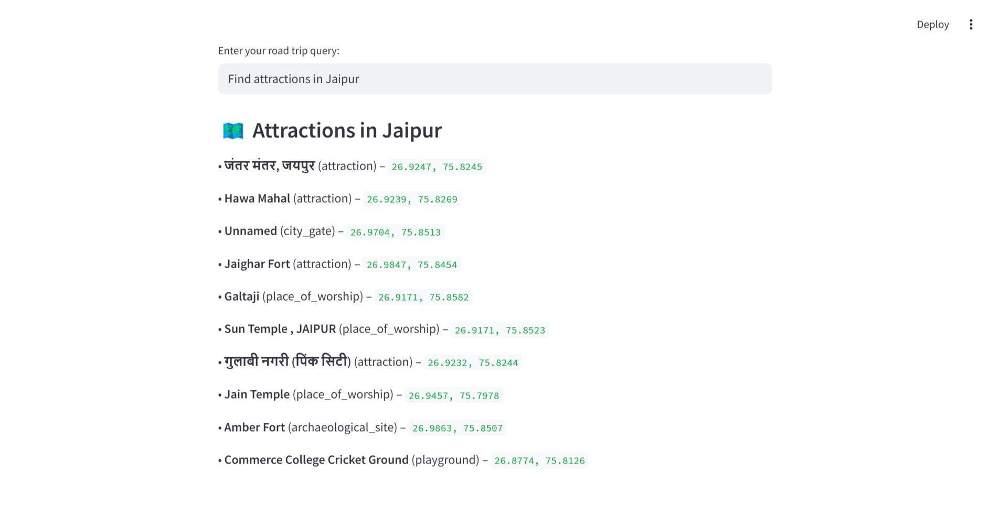 Deploy
Enter your road trip query:
Find attractions in Jaipur
Attractions in Jaipur
• जंतर मंतर, जयपुर (attraction) – 26.9247, 75.8245
• Hawa Mahal (attraction) – 26.9239, 75.8269
• Unnamed (city_gate) – 26.9704, 75.8513
• Jaighar Fort (attraction) – 26.9847, 75.8454
• Galtaji (place_of_worship) – 26.9171, 75.8582
• Sun Temple , JAIPUR (place_of_worship) – 26.9171, 75.8523
• गुलाबी नगरी (पिंक सिटी) (attraction) – 26.9232, 75.8244
• Jain Temple (place_of_worship) – 26.9457, 75.7978
• Amber Fort (archaeological_site) – 26.9863, 75.8507
• Commerce College Cricket Ground (playground) – 26.8774, 75.8126